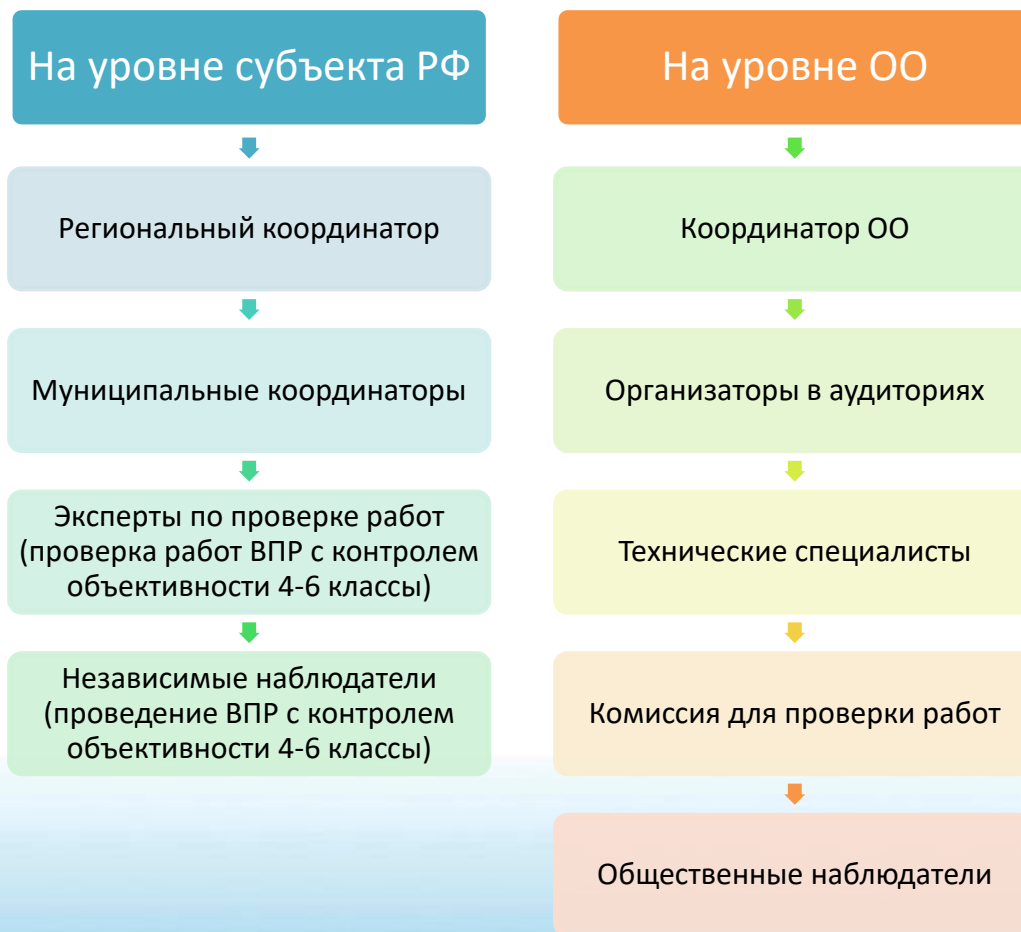 На уровне субъекта РФ
Региональный координатор
Муниципальные координаторы
Эксперты по проверке работ
(проверка работ ВПР с контролем
объективности 4-6 классы)
Независимые наблюдатели
(проведение ВПР с контролем
объективности 4-6 классы)
На уровне ОО
Координатор ОО
Организаторы в аудиториях
Технические специалисты
Комиссия для проверки работ
Общественные наблюдатели